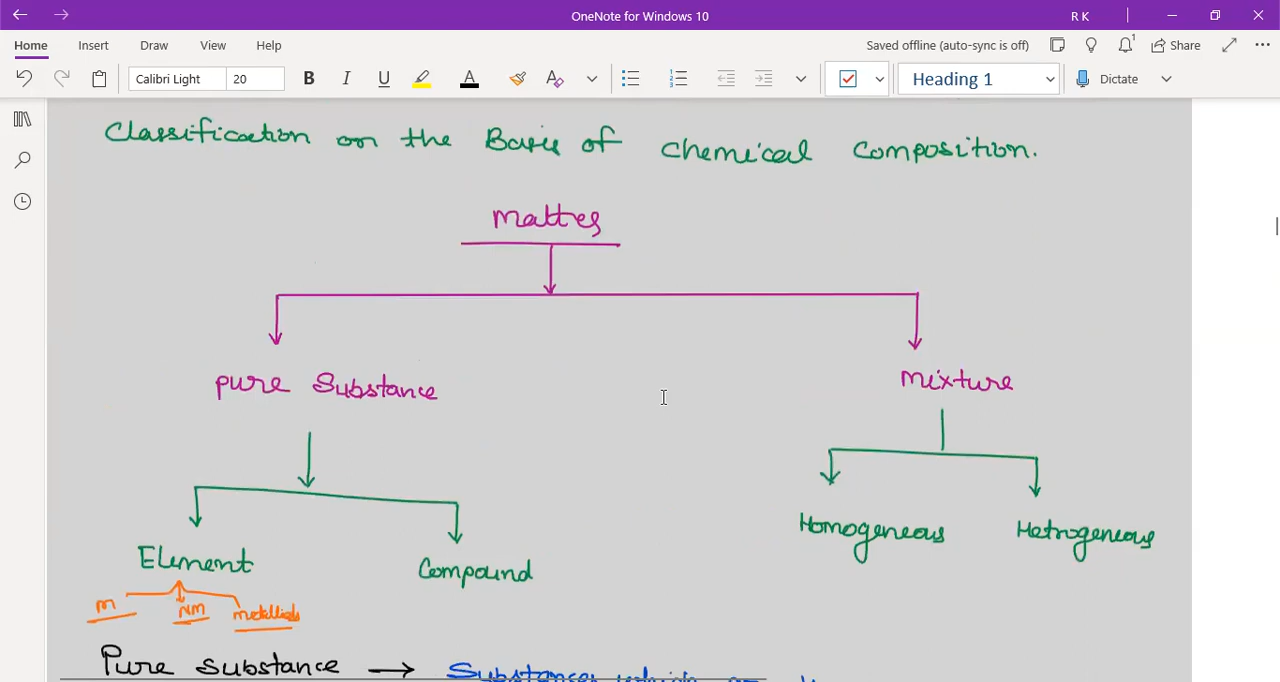 OneNote for Windows 10
R K
Home Insert Draw View Help
Saved offline (auto-sync is off)
Share
Calibri Light 20 B I U A A Heading 1 Dictate
Classification on the Basis of Chemical Composition.
Matter
Pure Substance
Mixture
Homogeneous Hetrogeneous
Element Compound
M NM metalloids
Pure Substance → Substances which